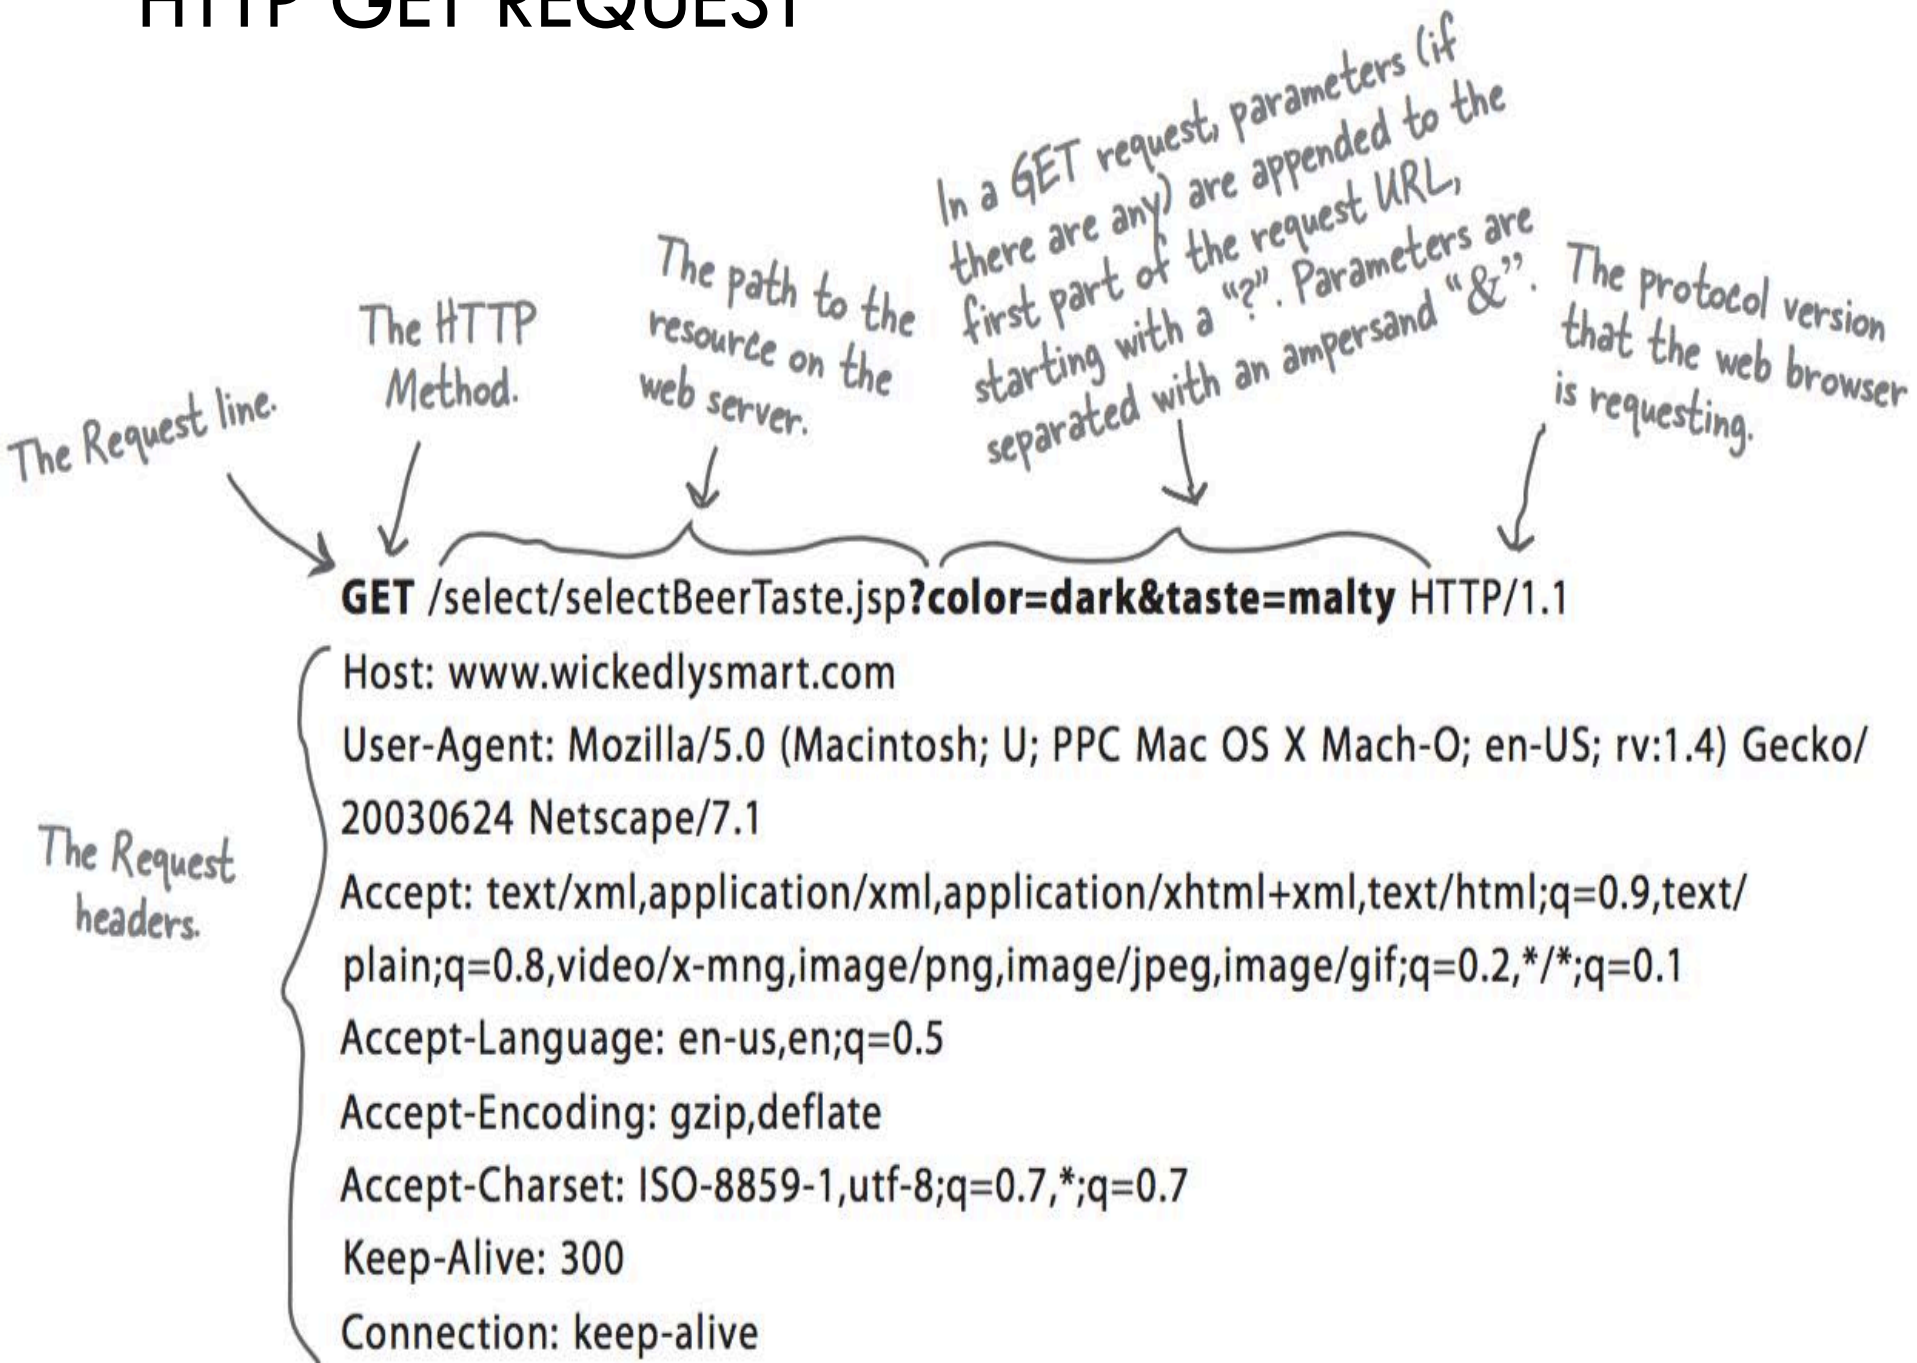 HTTP GET REQUEST
In a GET request, parameters (if
there are any) are appended to the
first part of the request URL,
starting with a "?". Parameters are
separated with an ampersand "&".
The path to the
resource on the
web server.
The protocol version
that the web browser
is requesting.
The HTTP
Method.
The Request line.
GET /select/selectBeerTaste.jsp?color=dark&taste=malty HTTP/1.1
Host: www.wickedlysmart.com
User-Agent: Mozilla/5.0 (Macintosh; U; PPC Mac OS X Mach-O; en-US; rv:1.4) Gecko/
20030624 Netscape/7.1
The Request
headers.
Accept: text/xml,application/xml,application/xhtml+xml,text/html;q=0.9,text/
plain;q=0.8,video/x-mng,image/png,image/jpeg,image/gif;q=0.2,*/*;q=0.1
Accept-Language: en-us,en;q=0.5
Accept-Encoding: gzip,deflate
Accept-Charset: ISO-8859-1,utf-8;q=0.7,*;q=0.7
Keep-Alive: 300
Connection: keep-alive